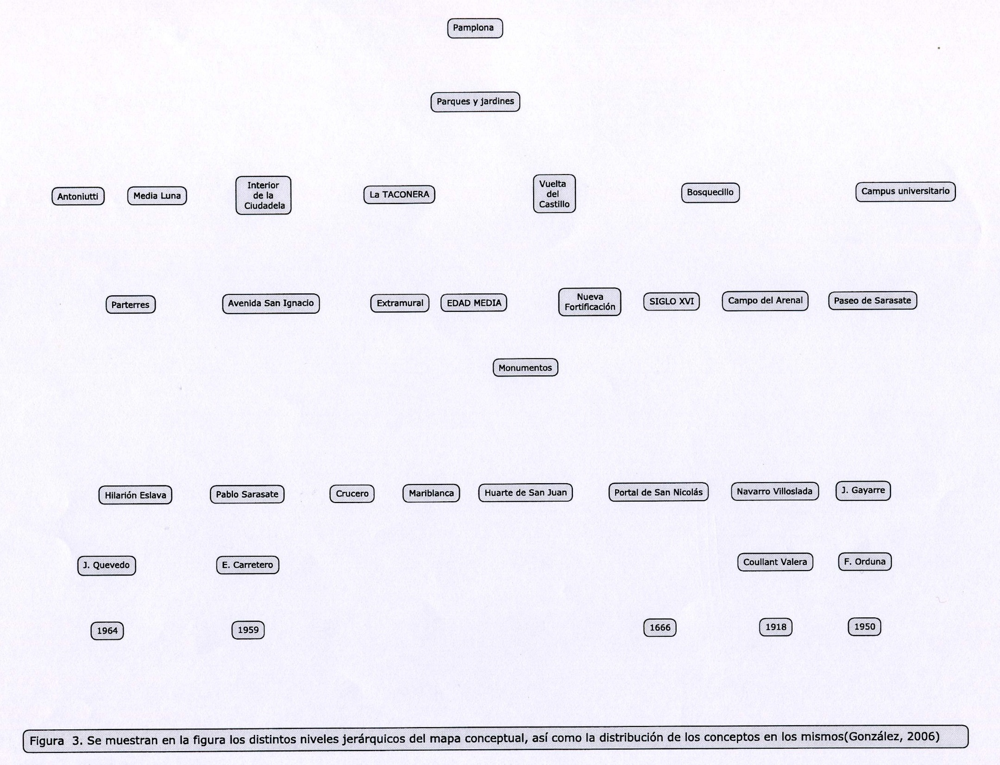 Pamplona
Parques y jardines
Antoniutti
Media Luna
Interior
de la
Ciudadela
La TACONERA
Vuelta
del
Castillo
Bosquecillo
Campus universitario
Parterres
Avenida San Ignacio
Extramural
EDAD MEDIA
Nueva
Fortificación
SIGLO XVI
Campo del Arenal
Paseo de Sarasate
Monumentos
Hilarión Eslava
Pablo Sarasate
Crucero
Mariblanca
Huarte de San Juan
Portal de San Nicolás
Navarro Villoslada
J. Gayarre
J. Quevedo
E. Carretero
Coullant Valera
F. Orduna
1964
1959
1666
1918
1950
Figura 3. Se muestran en la figura los distintos niveles jerárquicos del mapa conceptual, así como la distribución de los conceptos en los mismos(González, 2006)